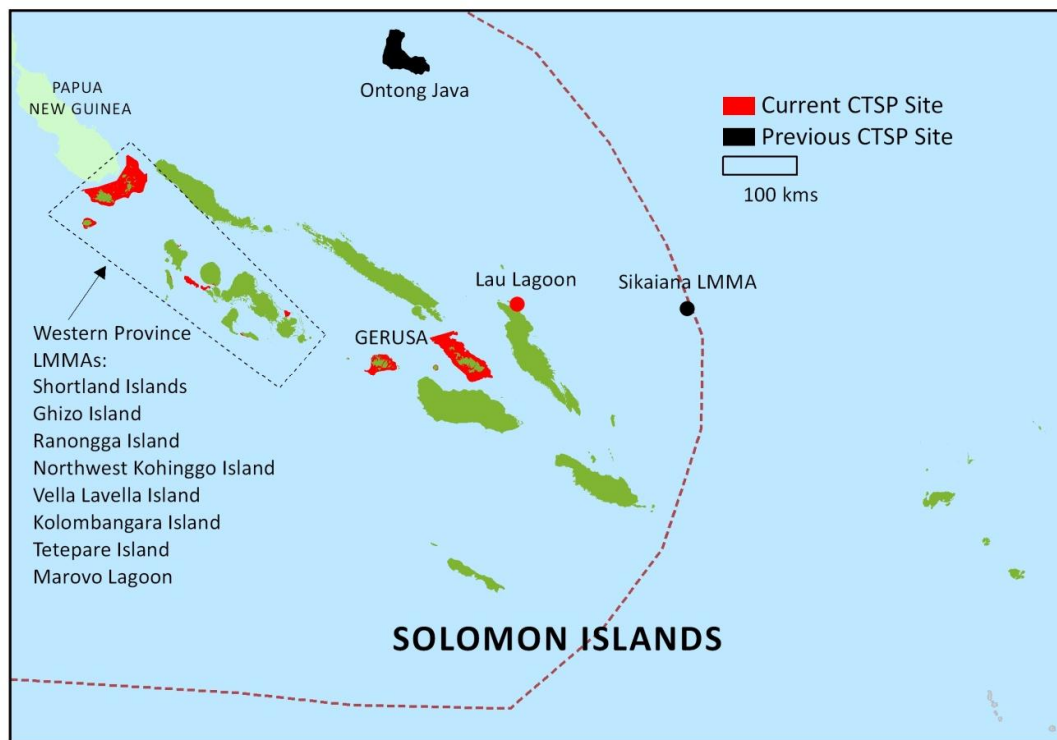 PAPUA
NEW GUINEA
Ontong Java
Current CTSP Site
Previous CTSP Site
100 kms
Lau Lagoon
Sikaiana LMMA
GERUSA
Western Province
LMMAs:
Shortland Islands
Ghizo Island
Ranongga Island
Northwest Kohinggo Island
Vella Lavella Island
Kolombangara Island
Tetepare Island
Marovo Lagoon
SOLOMON ISLANDS